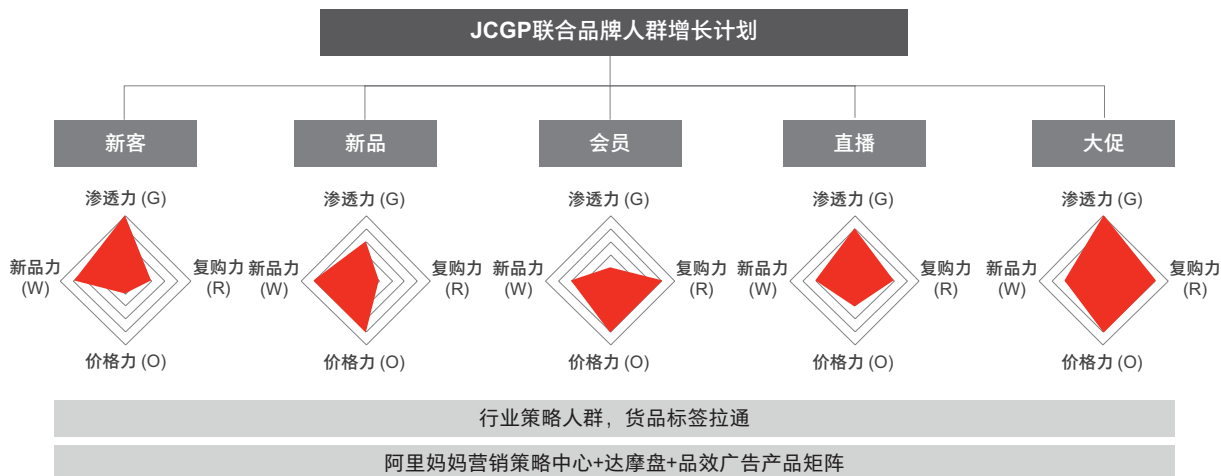 JCGP联合品牌人群增长计划
新客
新品
会员
直播
大促
渗透力 (G)
新品力
(W)
复购力
(R)
价格力 (O)
渗透力 (G)
新品力
(W)
复购力
(R)
价格力 (O)
渗透力 (G)
新品力
(W)
复购力
(R)
价格力 (O)
渗透力 (G)
新品力
(W)
复购力
(R)
价格力 (O)
渗透力 (G)
新品力
(W)
复购力
(R)
价格力 (O)
行业策略人群，货品标签拉通
阿里妈妈营销策略中心+达摩盘+品效广告产品矩阵